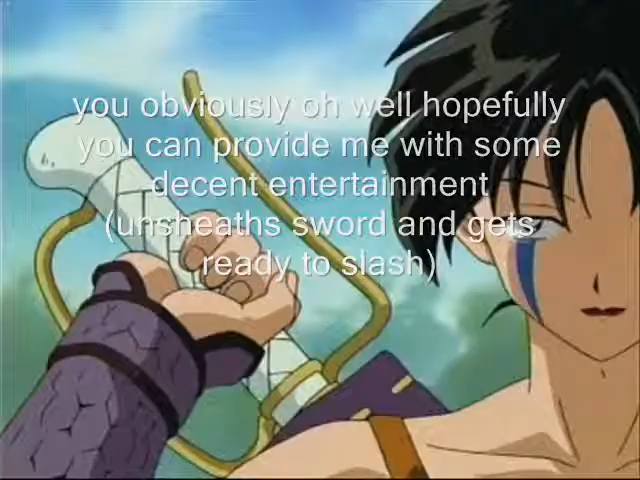 you obviously oh well hopefully
you can provide me with some
decent entertainment
(unsheaths sword and gets
ready to slash)